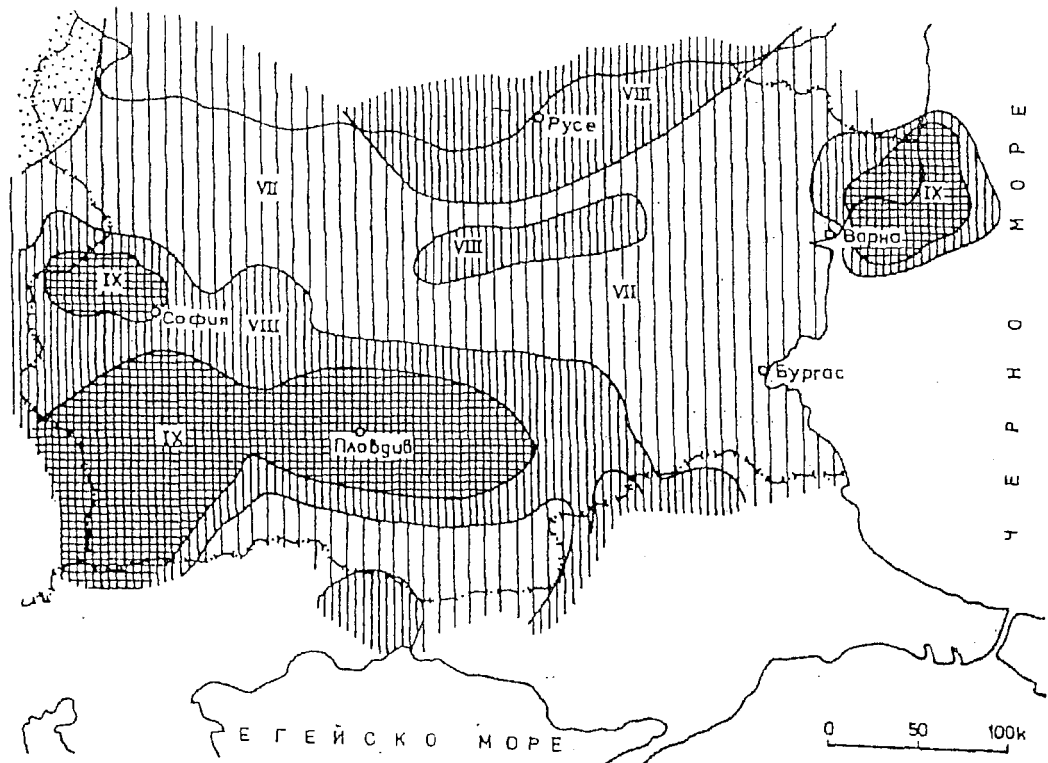 VII
VIII
Русе
VII
IX
VIII
Варна
IX
VII
София
VIII
Бургас
IX
Пловдив
ЧЕРНО МОРЕ
ЕГЕЙСКО МОРЕ
0 50 100k